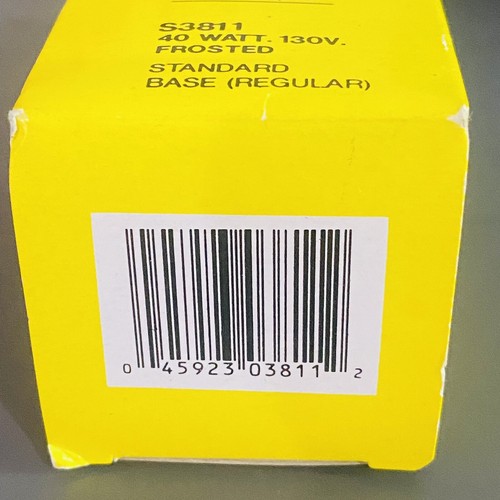 S3811
40 WATT. 130V.
FROSTED
STANDARD
BASE (REGULAR)
0 45923 03811 2